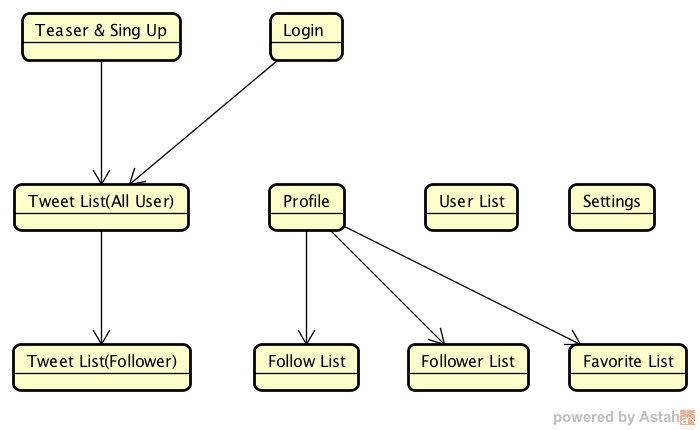 Teaser & Sing Up
Login
Tweet List(All User)
Profile
User List
Settings
Tweet List(Follower)
Follow List
Follower List
Favorite List
powered by Astah